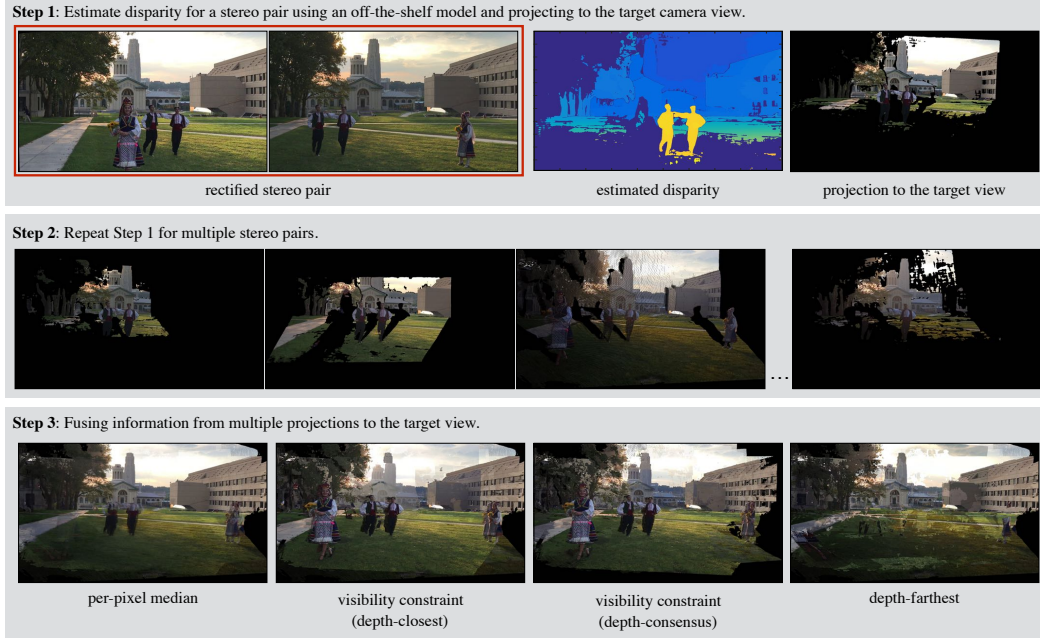 Step 1: Estimate disparity for a stereo pair using an off-the-shelf model and projecting to the target camera view.
rectified stereo pair
estimated disparity
projection to the target view
Step 2: Repeat Step 1 for multiple stereo pairs.
...
Step 3: Fusing information from multiple projections to the target view.
per-pixel median
visibility constraint
(depth-closest)
visibility constraint
(depth-consensus)
depth-farthest